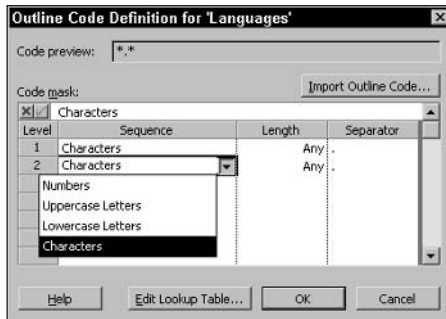 Outline Code Definition for 'Languages'
Code preview: *.*
Import Outline Code...
Code mask:
Characters
Level Sequence Length Separator
1 Characters Any .
2 Characters Any .
Numbers
Uppercase Letters
Lowercase Letters
Characters
Help Edit Lookup Table... OK Cancel